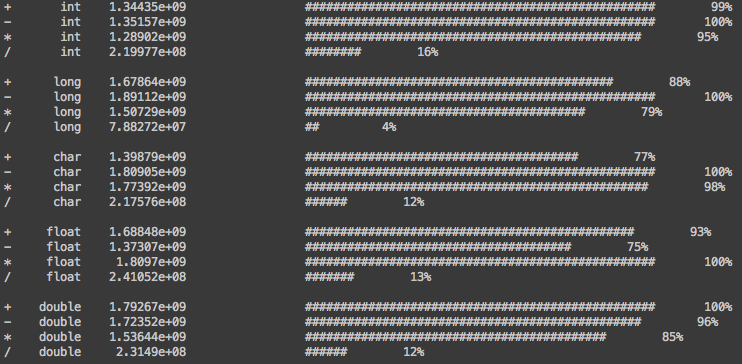 + int 1.34435e+09 ################################################## 99%
− int 1.35157e+09 ################################################## 100%
* int 1.28902e+09 ################################################ 95%
/ int 2.19977e+08 ######## 16%
+ long 1.67864e+09 ############################################ 88%
− long 1.89112e+09 ################################################## 100%
* long 1.50729e+09 ######################################## 79%
/ long 7.88272e+07 ## 4%
+ char 1.39879e+09 ####################################### 77%
− char 1.80905e+09 ################################################## 100%
* char 1.77392e+09 ################################################# 98%
/ char 2.17576e+08 ###### 12%
+ float 1.68848e+09 ############################################### 93%
− float 1.37307e+09 ###################################### 75%
* float 1.8097e+09 ################################################## 100%
/ float 2.41052e+08 ####### 13%
+ double 1.79267e+09 ################################################## 100%
− double 1.72352e+09 ################################################ 96%
* double 1.53644e+09 ########################################### 85%
/ double 2.3149e+08 ###### 12%